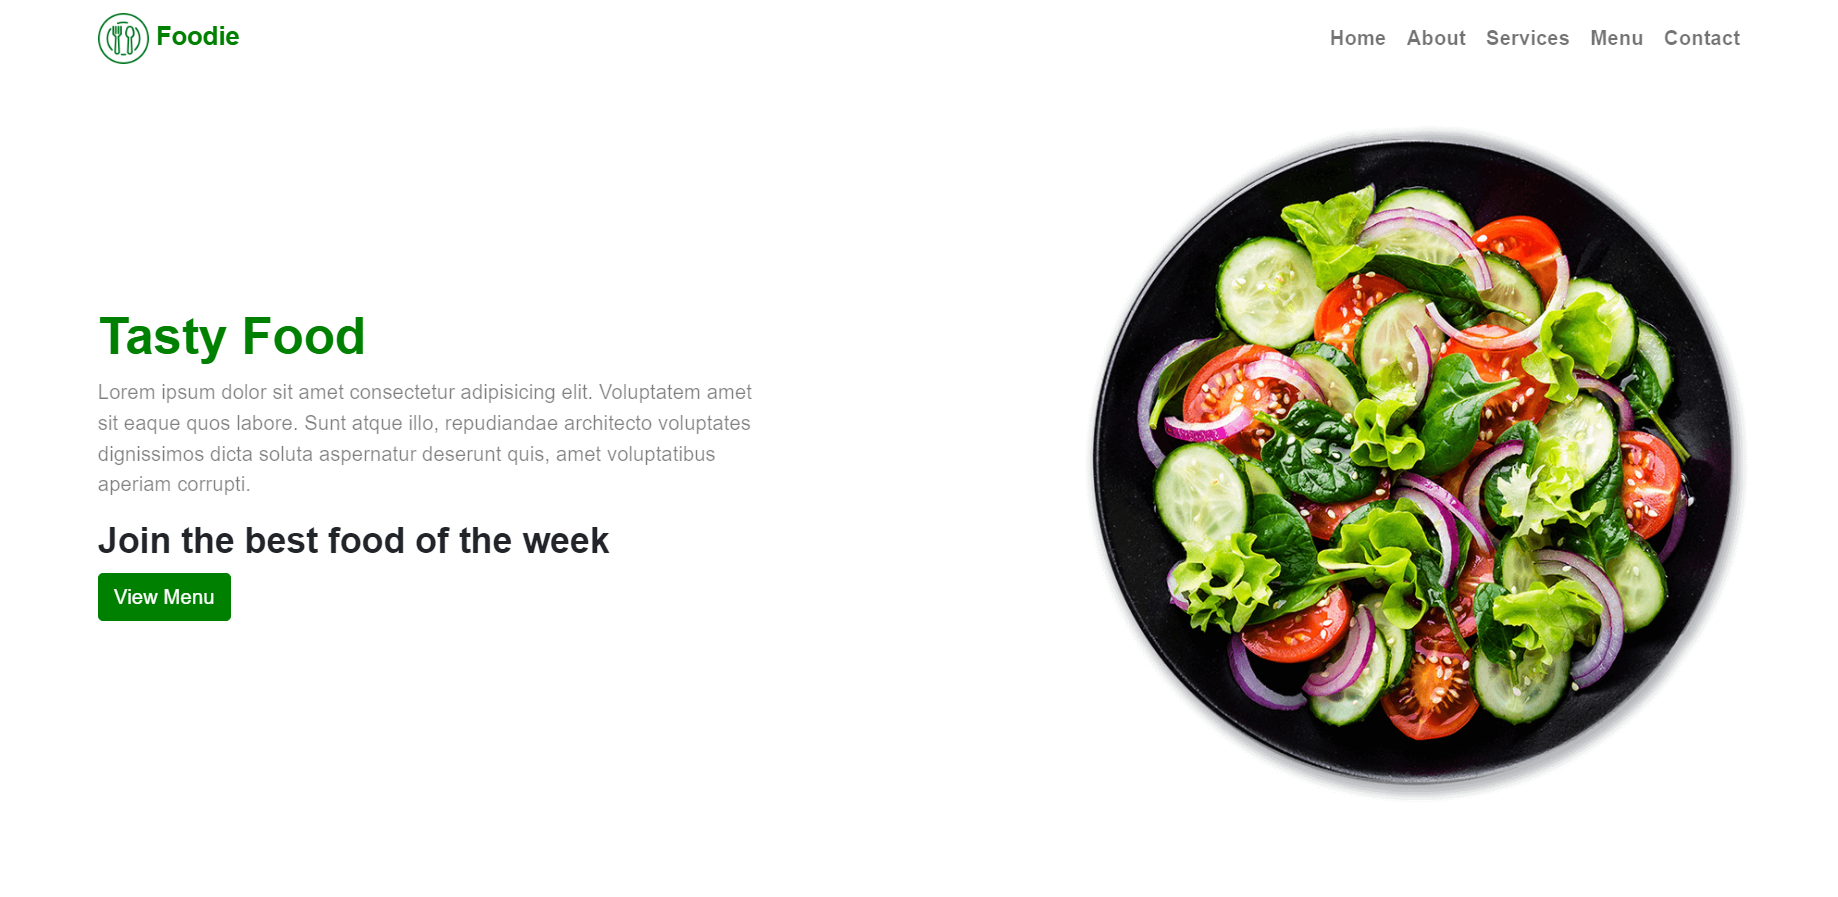 Foodie
Home About Services Menu Contact
Tasty Food
Lorem ipsum dolor sit amet consectetur adipisicing elit. Voluptatem amet
sit eaque quos labore. Sunt atque illo, repudiandae architecto voluptates
dignissimos dicta soluta aspernatur deserunt quis, amet voluptatibus
aperiam corrupti.
Join the best food of the week
View Menu